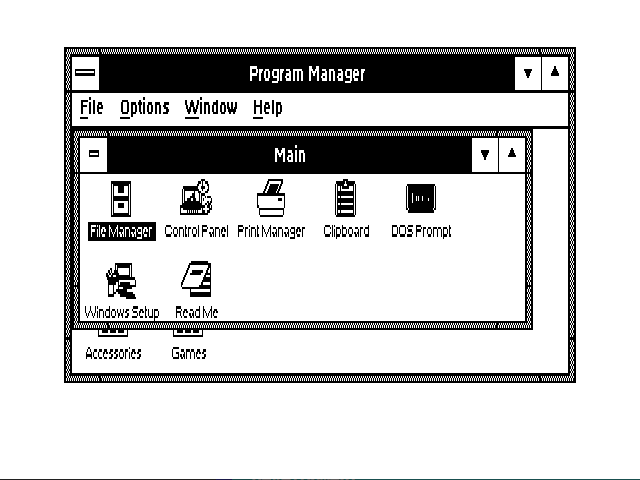 Program Manager
File Options Window Help
Main
File Manager Control Panel Print Manager Clipboard DOS Prompt
Windows Setup Read Me
Accessories Games